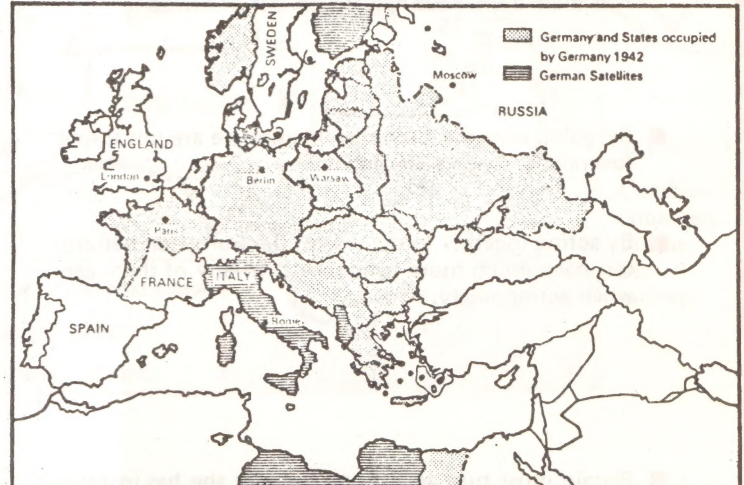 SWEDEN
Germany and States occupied
by Germany 1942
German Satellites
Moscow
RUSSIA
ENGLAND
London
Berlin
Warsaw
Paris
FRANCE
ITALY
Rome
SPAIN